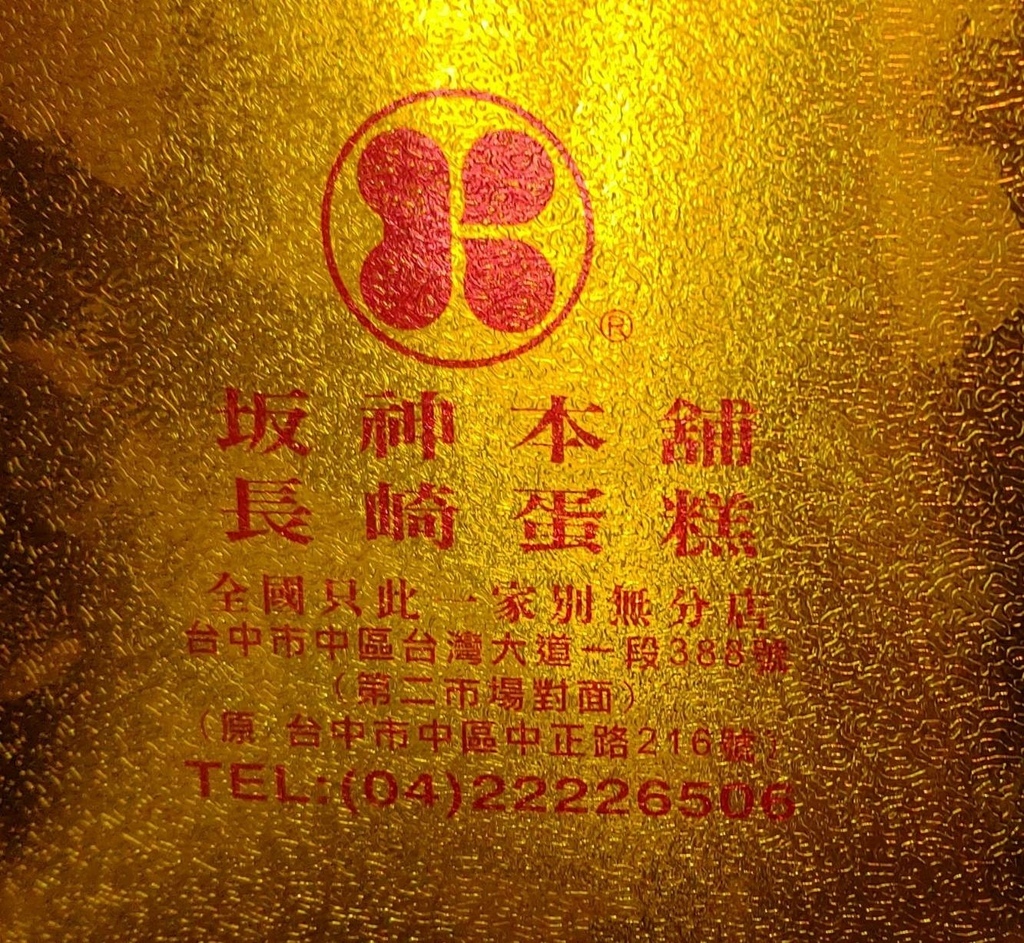 ®
坂神本舖
長崎蛋糕
全國只此一家別無分店
台中市中區台灣大道一段388號
(第二市場對面)
(原 台中市中區中正路216號)
TEL:(04)22226506